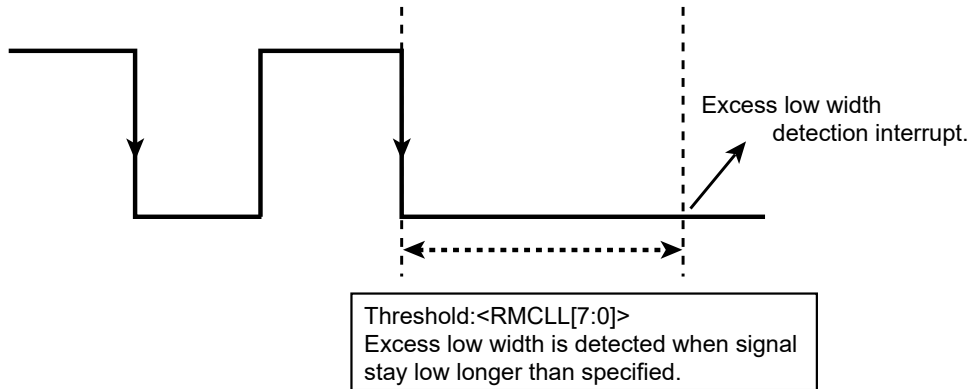 Excess low width
detection interrupt.
Threshold:<RMCLL[7:0]>
Excess low width is detected when signal
stay low longer than specified.